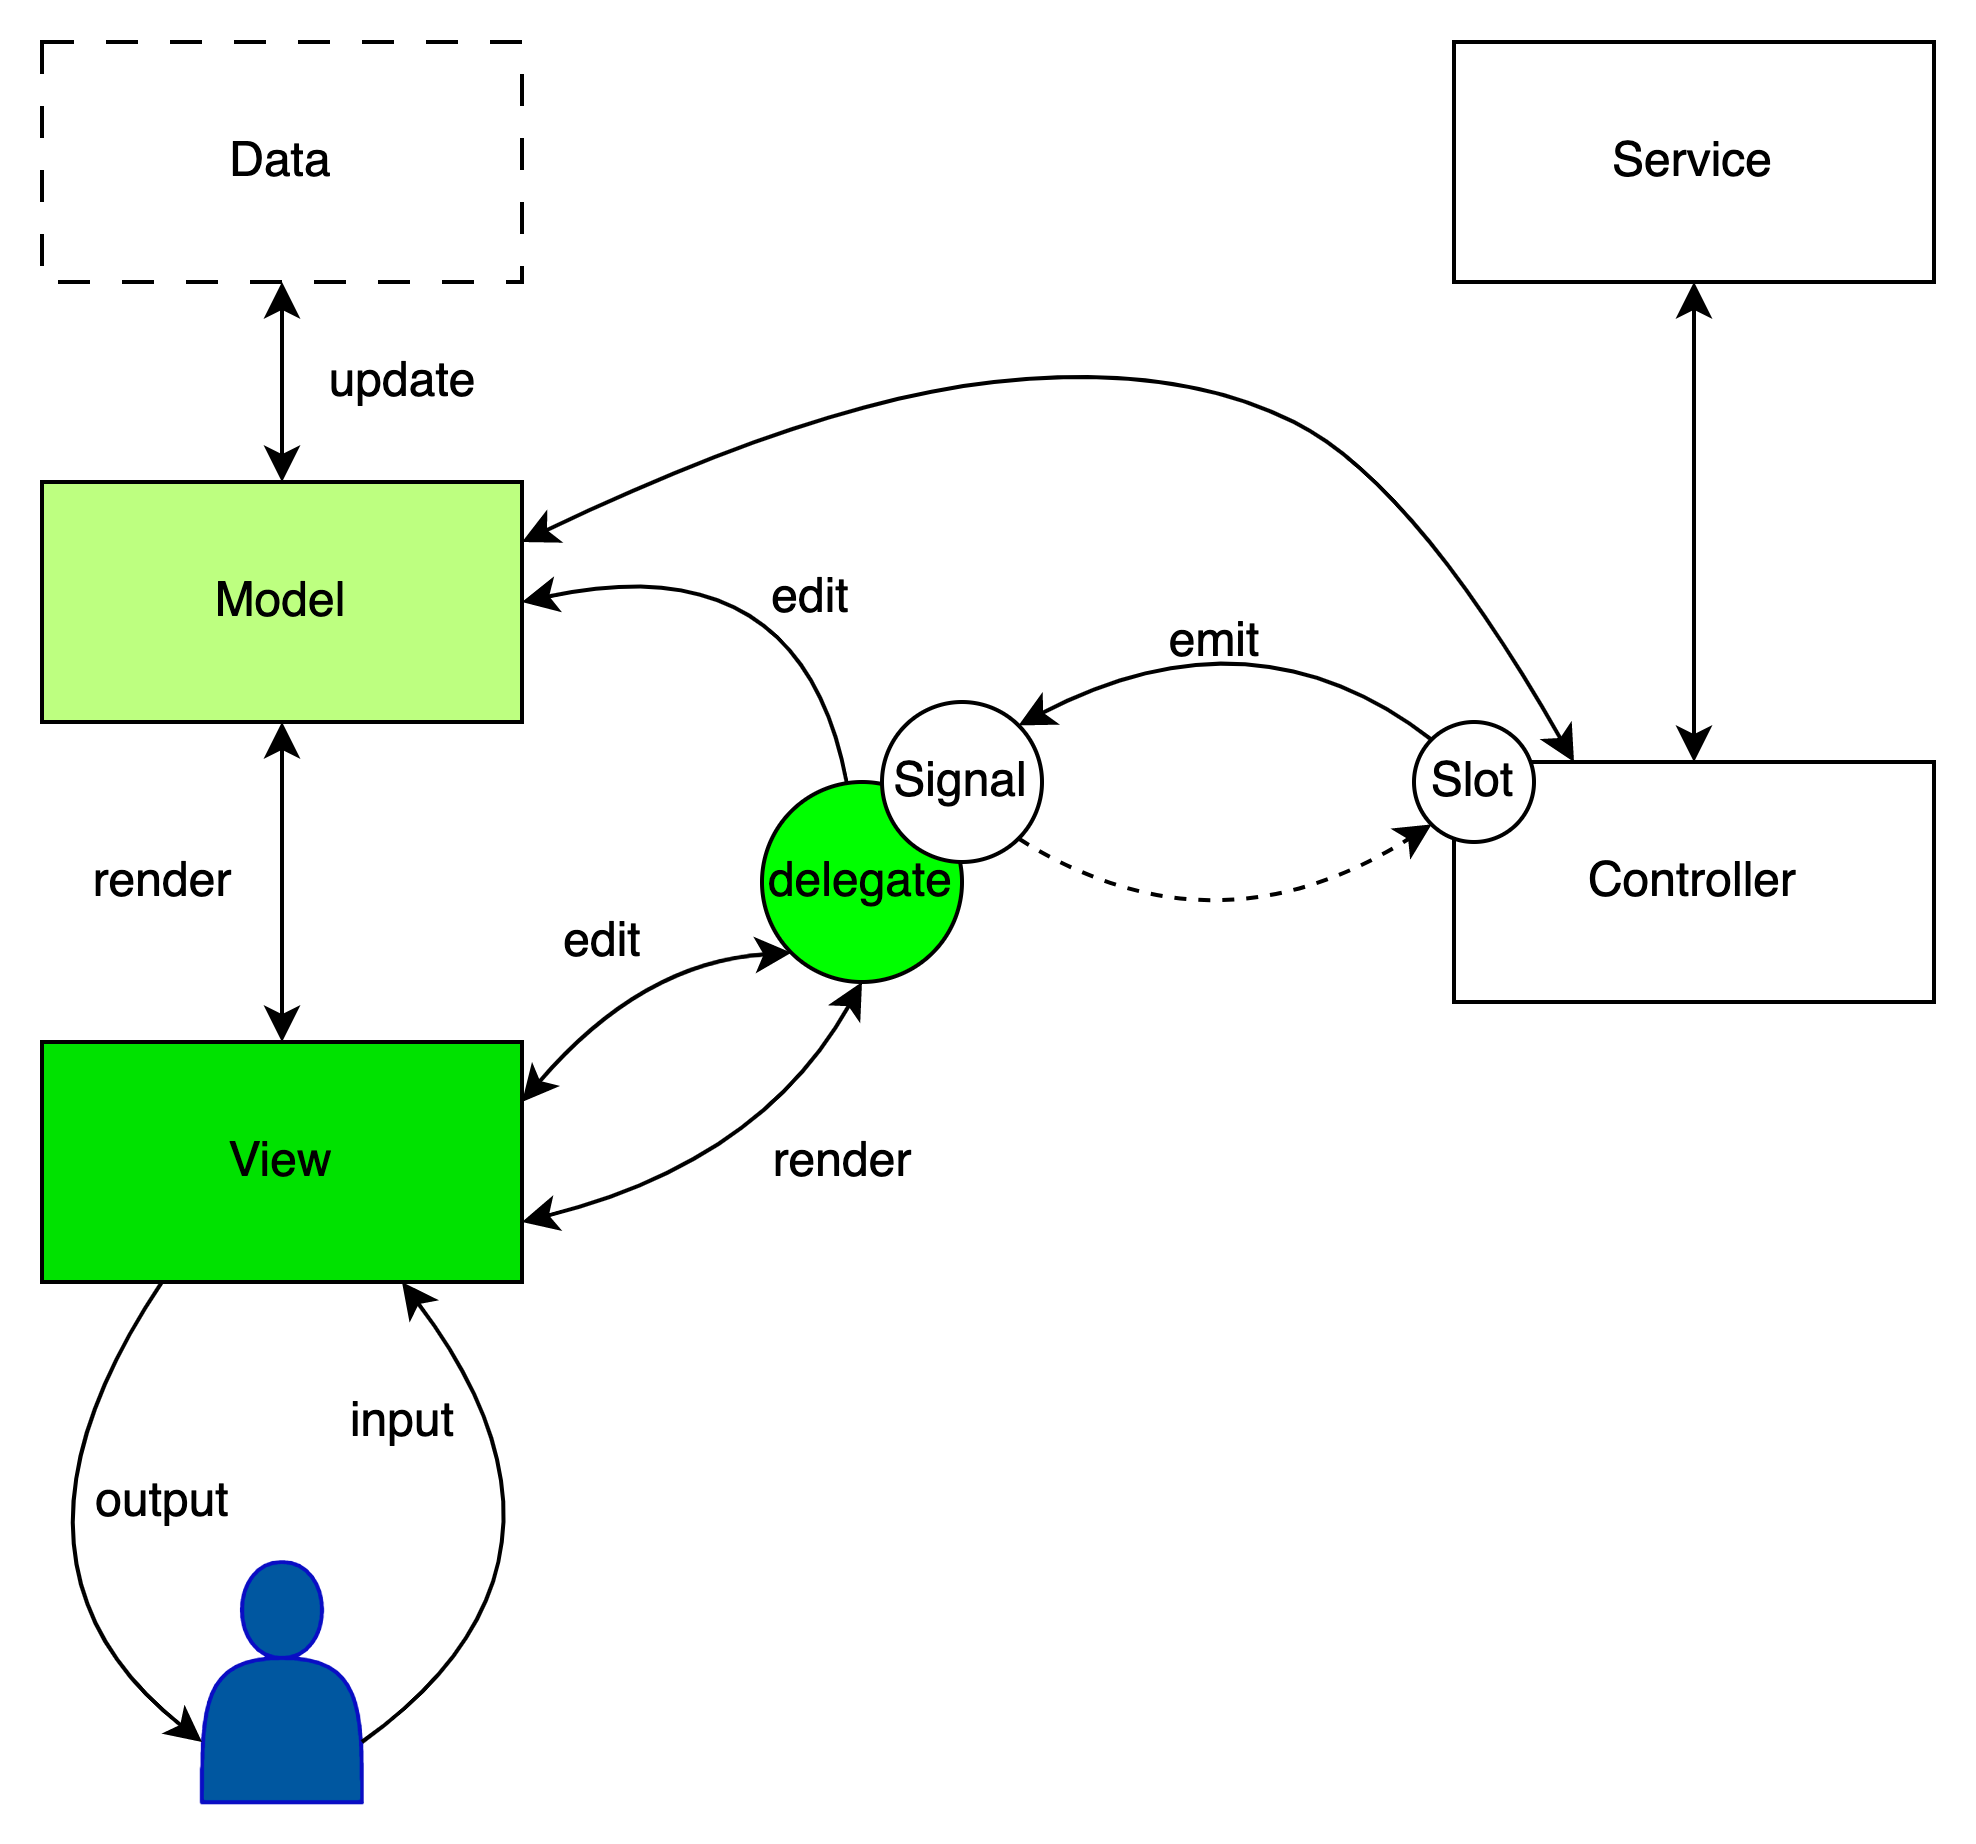 Data
Service
update
Model
edit
emit
Signal
Slot
render
delegate
Controller
edit
View
render
input
output